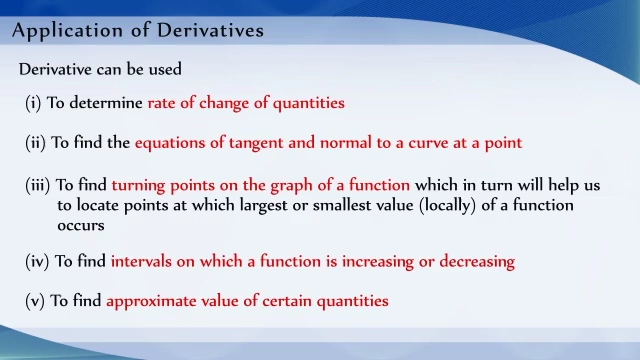 Application of Derivatives
Derivative can be used
(i) To determine rate of change of quantities
(ii) To find the equations of tangent and normal to a curve at a point
(iii) To find turning points on the graph of a function which in turn will help us
to locate points at which largest or smallest value (locally) of a function
occurs
(iv) To find intervals on which a function is increasing or decreasing
(v) To find approximate value of certain quantities